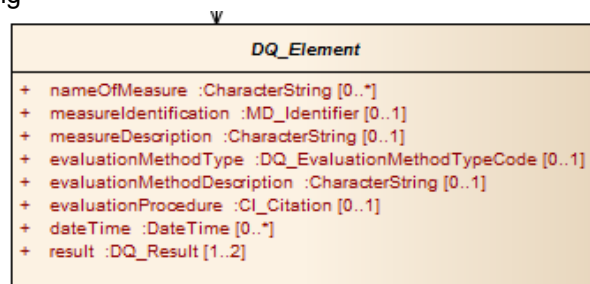 DQ_Element
+ nameOfMeasure :CharacterString [0..*]
+ measureIdentification :MD_Identifier [0..1]
+ measureDescription :CharacterString [0..1]
+ evaluationMethodType :DQ_EvaluationMethodTypeCode [0..1]
+ evaluationMethodDescription :CharacterString [0..1]
+ evaluationProcedure :CI_Citation [0..1]
+ dateTime :DateTime [0..*]
+ result :DQ_Result [1..2]